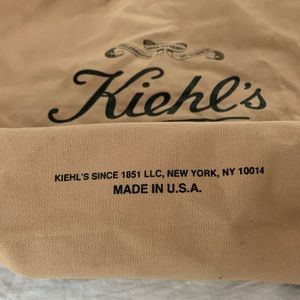 Kiehl's
KIEHL'S SINCE 1851 LLC, NEW YORK, NY 10014
MADE IN U.S.A.